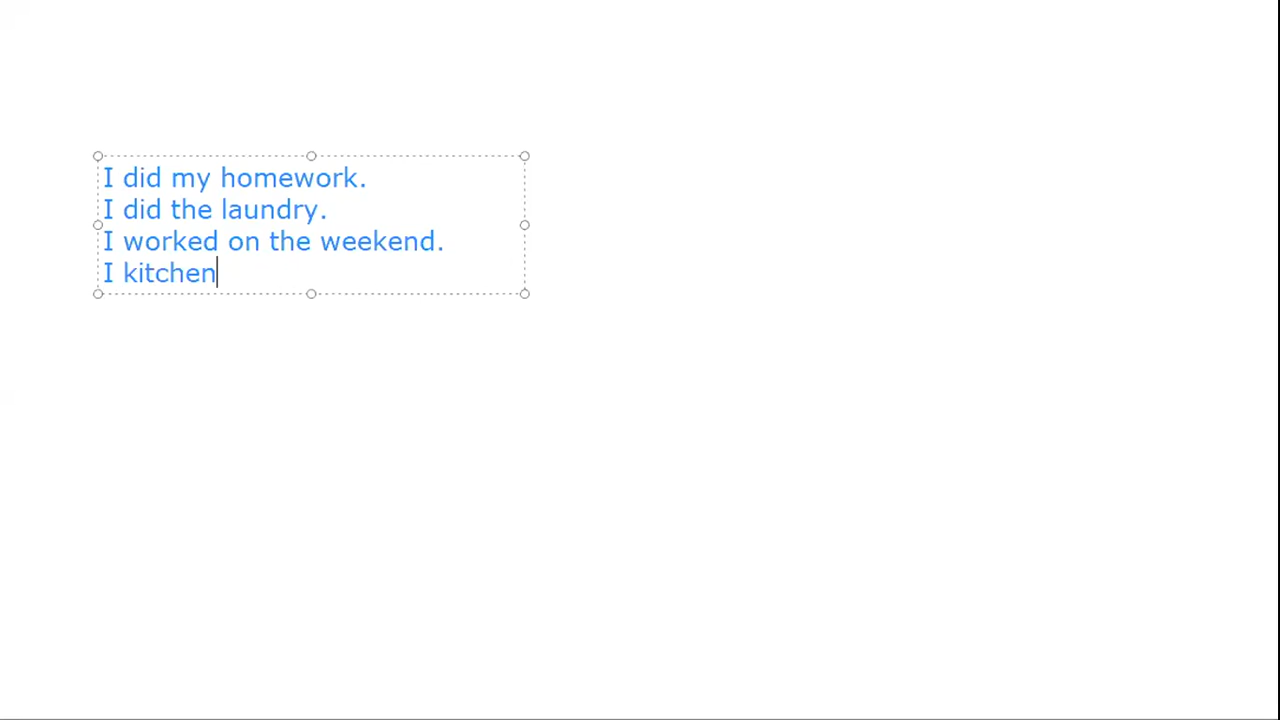 I did my homework.
I did the laundry.
I worked on the weekend.
I kitchen